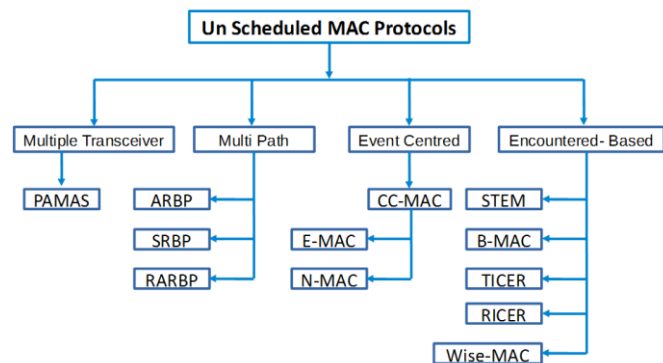 Un Scheduled MAC Protocols
Multiple Transceiver
Multi Path
Event Centred
Encountered- Based
PAMAS
ARBP
CC-MAC
STEM
SRBP
E-MAC
B-MAC
RARBP
N-MAC
TICER
RICER
Wise-MAC